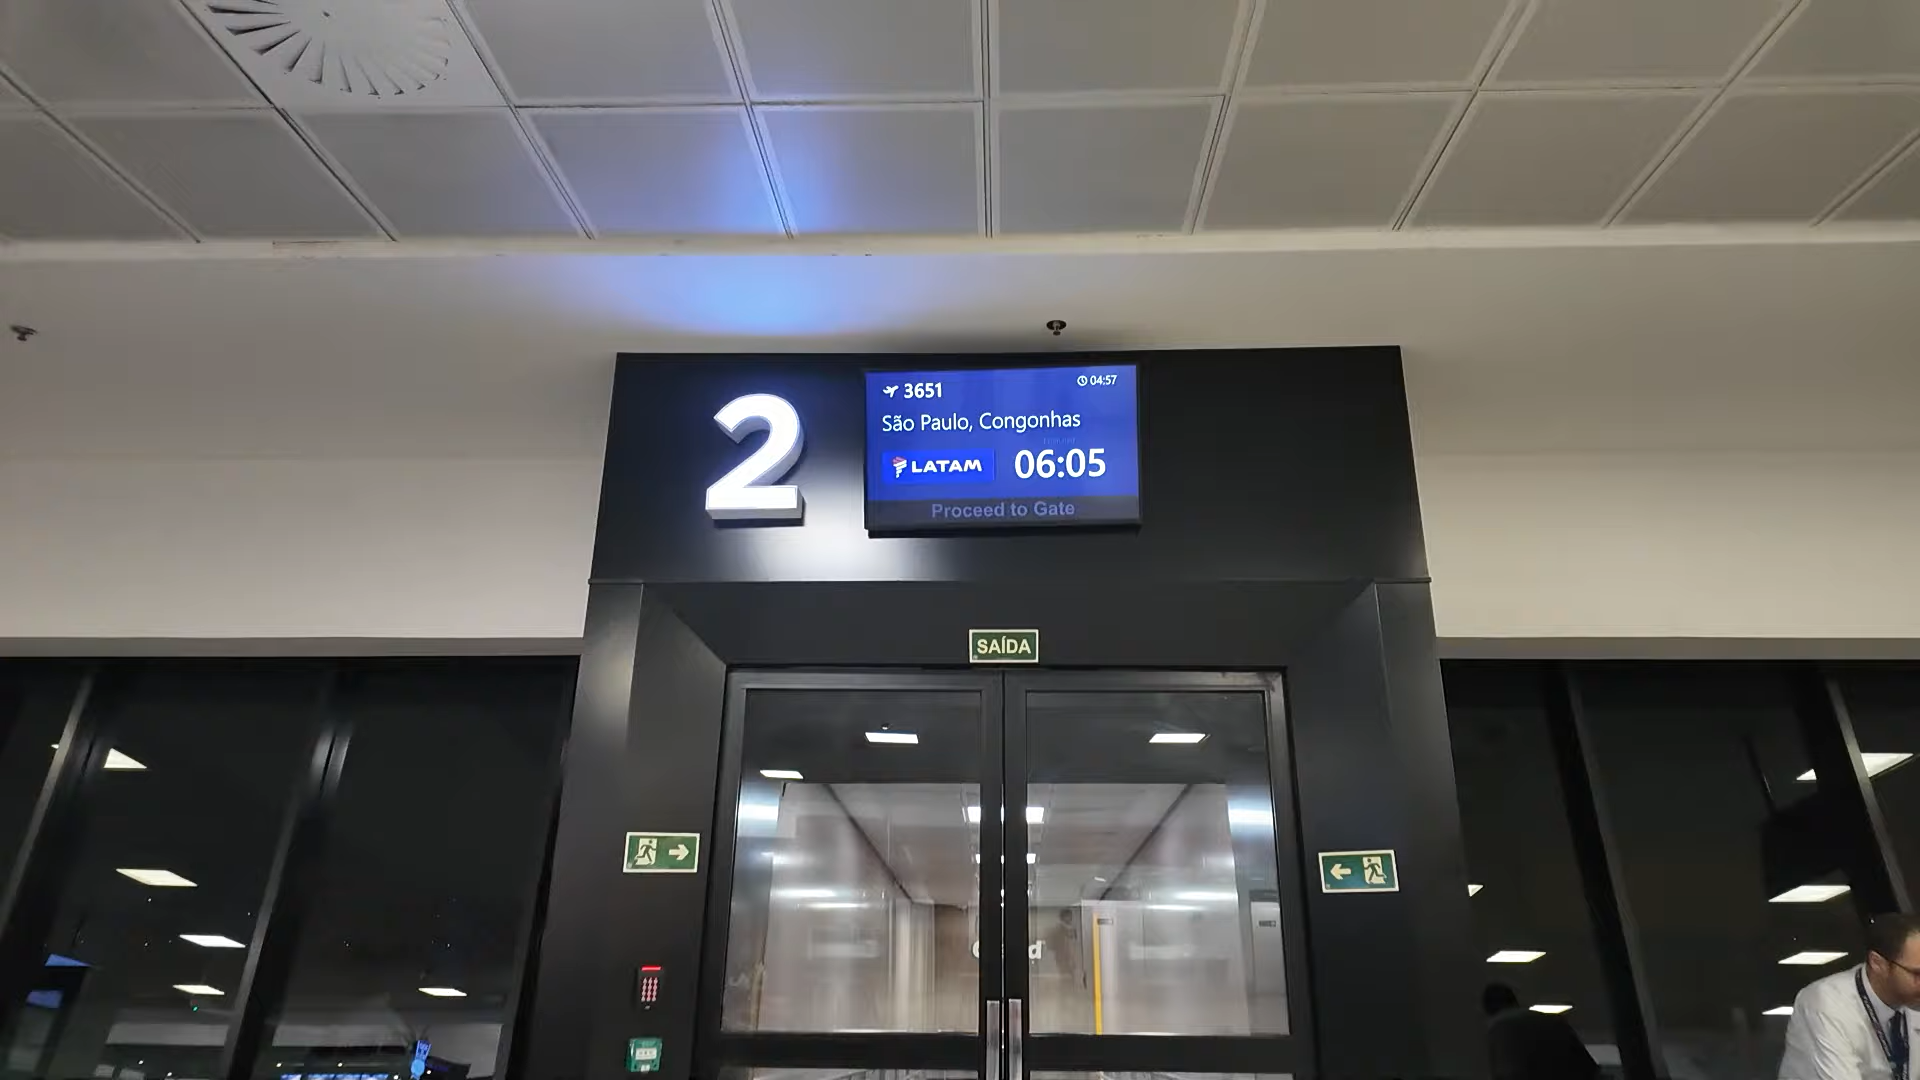 2
3651
04:57
São Paulo, Congonhas
LATAM
06:05
Proceed to Gate
SAÍDA